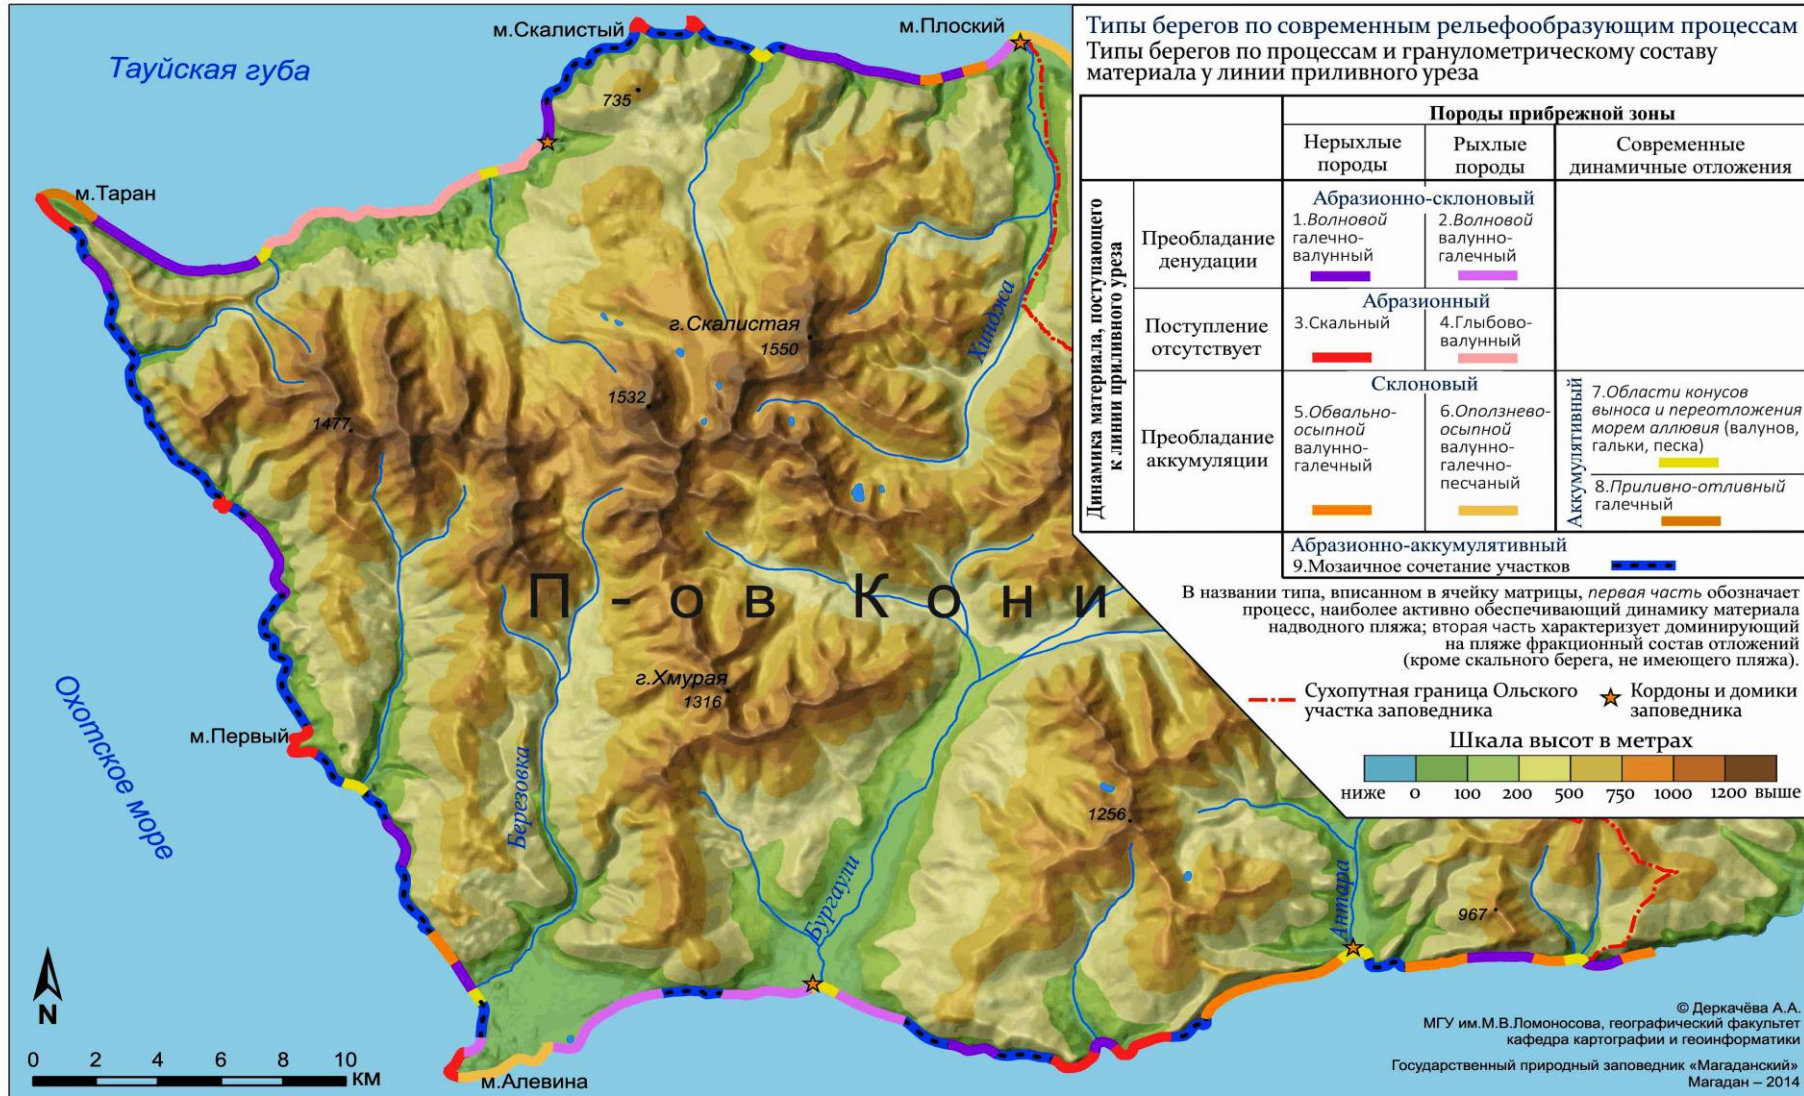 Тауйская губа
м.Скалистый
м.Плоский
735
м.Таран
г.Скалистая
1550
Хинджа
1532
1477
П-ов Кони
г.Хмурая
1316
м.Первый
Охотское море
Березовка
Бургаули
1256
Антара
967
м.Алевина
N
0 2 4 6 8 10
КМ
Типы берегов по современным рельефообразующим процессам
Типы берегов по процессам и гранулометрическому составу
материала у линии приливного уреза
Породы прибрежной зоны
Нерыхлые
породы
Рыхлые
породы
Современные
динамичные отложения
Динамика материала, поступающего
к линии приливного уреза
Преобладание
денудации
Абразионно-склоновый
1.Волновой
галечно-
валунный
2.Волновой
валунно-
галечный
Поступление
отсутствует
Абразионный
3.Скальный
4.Глыбово-
валунный
Преобладание
аккумуляции
Склоновый
5.Обвально-
осыпной
валунно-
галечный
6.Оползнево-
осыпной
валунно-
галечно-
песчаный
Аккумулятивный
7.Области конусов
выноса и переотложения
морем аллювия (валунов,
гальки, песка)
8.Приливно-отливный
галечный
Абразионно-аккумулятивный
9.Мозаичное сочетание участков
В названии типа, вписанном в ячейку матрицы, первая часть обозначает
процесс, наиболее активно обеспечивающий динамику материала
надводного пляжа; вторая часть характеризует доминирующий
на пляже фракционный состав отложений
(кроме скального берега, не имеющего пляжа).
Сухопутная граница Ольского
участка заповедника
Кордоны и домики
заповедника
Шкала высот в метрах
ниже 0 100 200 500 750 1000 1200 выше
© Деркачёва А.А.
МГУ им.М.В.Ломоносова, географический факультет
кафедра картографии и геоинформатики
Государственный природный заповедник «Магаданский»
Магадан – 2014